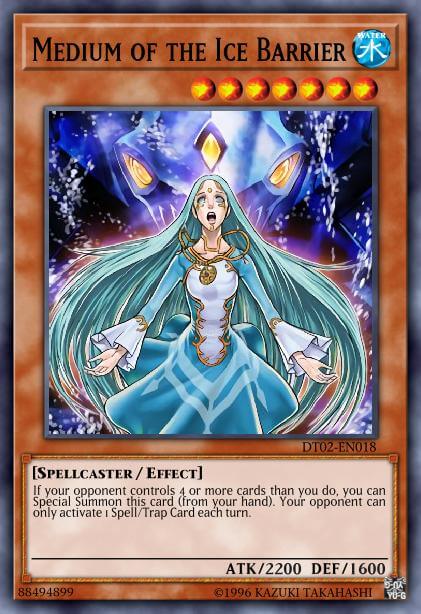 Medium of the Ice Barrier
WATER
水
DT02-EN018
[Spellcaster / Effect]
If your opponent controls 4 or more cards than you do, you can
Special Summon this card (from your hand). Your opponent can
only activate 1 Spell/Trap Card each turn.
ATK/2200 DEF/1600
88494899
©1996 KAZUKI TAKAHASHI